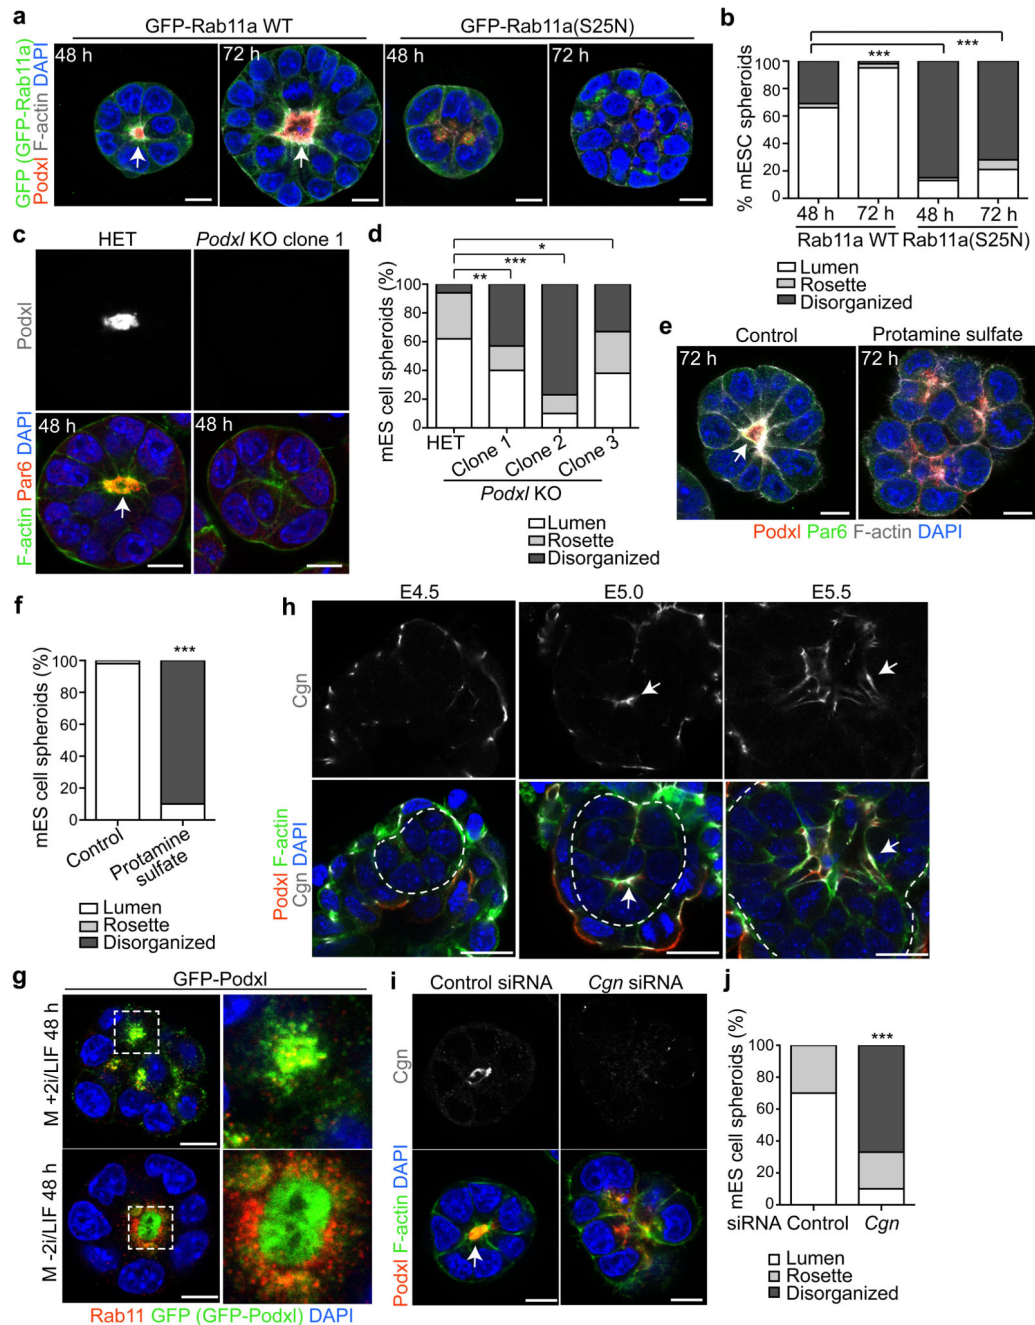 a
GFP-Rab11a WT
GFP-Rab11a(S25N)
GFP (GFP-Rab11a)
Podxl F-actin DAPI
48 h
72 h
48 h
72 h
b
***
***
% mESC spheroids
100
80
60
40
20
0
48 h 72 h 48 h 72 h
Rab11a WT Rab11a(S25N)
Lumen
Rosette
Disorganized
c
HET
Podxl KO clone 1
Podxl
F-actin Par6 DAPI
48 h
48 h
d
*
***
**
mES cell spheroids (%)
100
80
60
40
20
0
HET
Clone 1
Clone 2
Clone 3
Podxl KO
Lumen
Rosette
Disorganized
e
Control
Protamine sulfate
72 h
72 h
Podxl Par6 F-actin DAPI
f
***
mES cell spheroids (%)
100
80
60
40
20
0
Control
Protamine
sulfate
Lumen
Rosette
Disorganized
h
E4.5
E5.0
E5.5
Cgn
Podxl F-actin
Cgn DAPI
g
GFP-Podxl
M +2i/LIF 48 h
M -2i/LIF 48 h
Rab11 GFP (GFP-Podxl) DAPI
i
Control siRNA
Cgn siRNA
Cgn
Podxl F-actin DAPI
j
***
mES cell spheroids (%)
100
80
60
40
20
0
siRNA Control Cgn
Lumen
Rosette
Disorganized